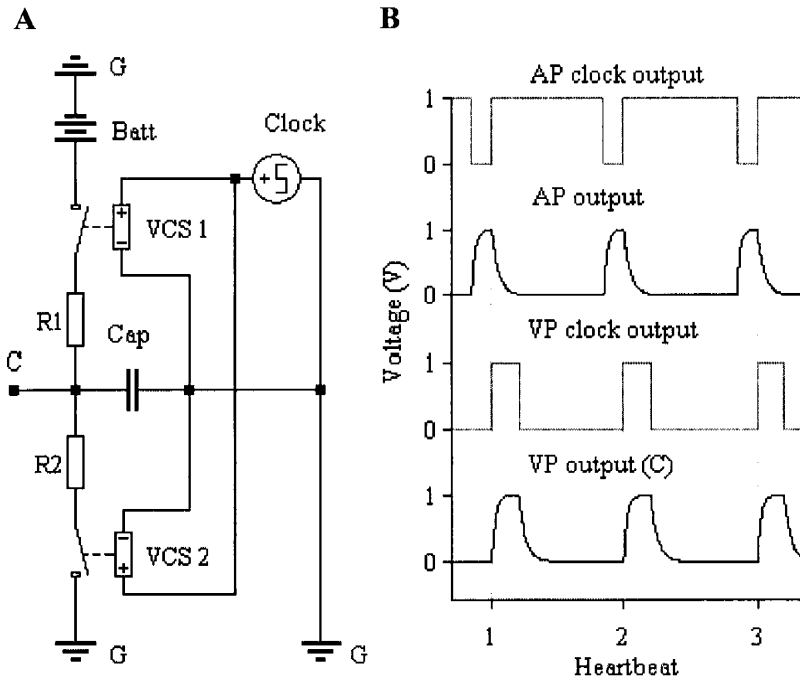 A
G
Batt
Clock
+
+
-
VCS 1
R1
Cap
C
R2
-
+
VCS 2
G
G
B
AP clock output
1
0
AP output
1
0
VP clock output
1
0
VP output (C)
1
0
Voltage (V)
1 2 3
Heartbeat